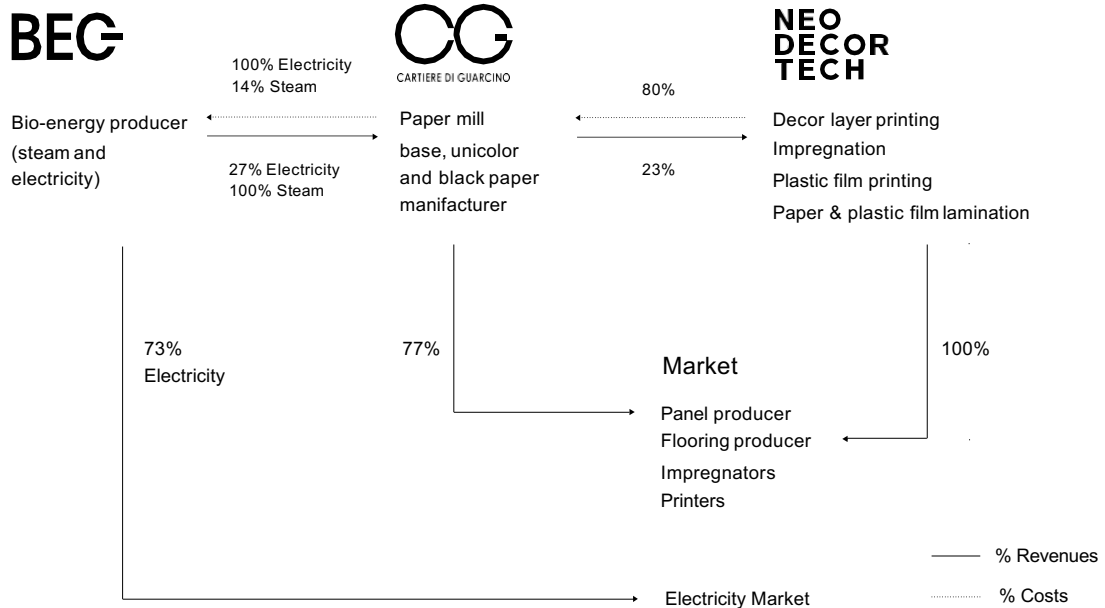 BEG
CG
CARTIERE DI GUARCINO
NEO
DECOR
TECH
100% Electricity
14% Steam
80%
Bio-energy producer
(steam and
electricity)
27% Electricity
100% Steam
Paper mill
base, unicolor
and black paper
manifacturer
23%
Decor layer printing
Impregnation
Plastic film printing
Paper & plastic film lamination
73%
Electricity
77%
100%
Market
Panel producer
Flooring producer
Impregnators
Printers
% Revenues
Electricity Market
% Costs